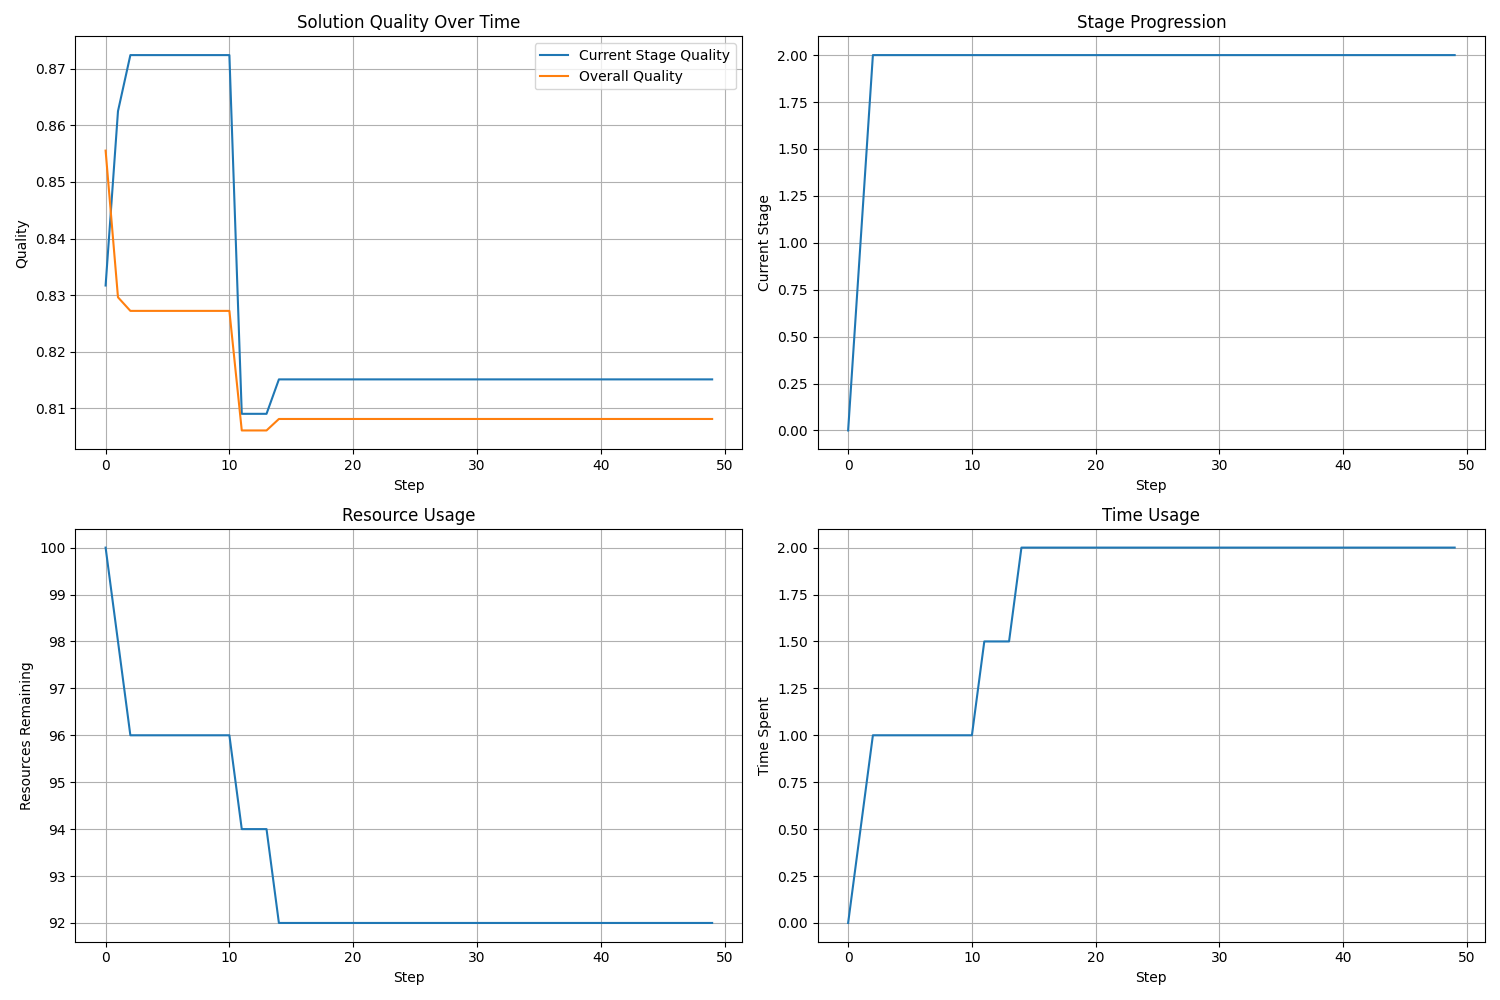 Solution Quality Over Time
Current Stage Quality
Overall Quality
Quality
0.87
0.86
0.85
0.84
0.83
0.82
0.81
0 10 20 30 40 50
Step
Stage Progression
Current Stage
2.00
1.75
1.50
1.25
1.00
0.75
0.50
0.25
0.00
0 10 20 30 40 50
Step
Resource Usage
Resources Remaining
100
99
98
97
96
95
94
93
92
0 10 20 30 40 50
Step
Time Usage
Time Spent
2.00
1.75
1.50
1.25
1.00
0.75
0.50
0.25
0.00
0 10 20 30 40 50
Step